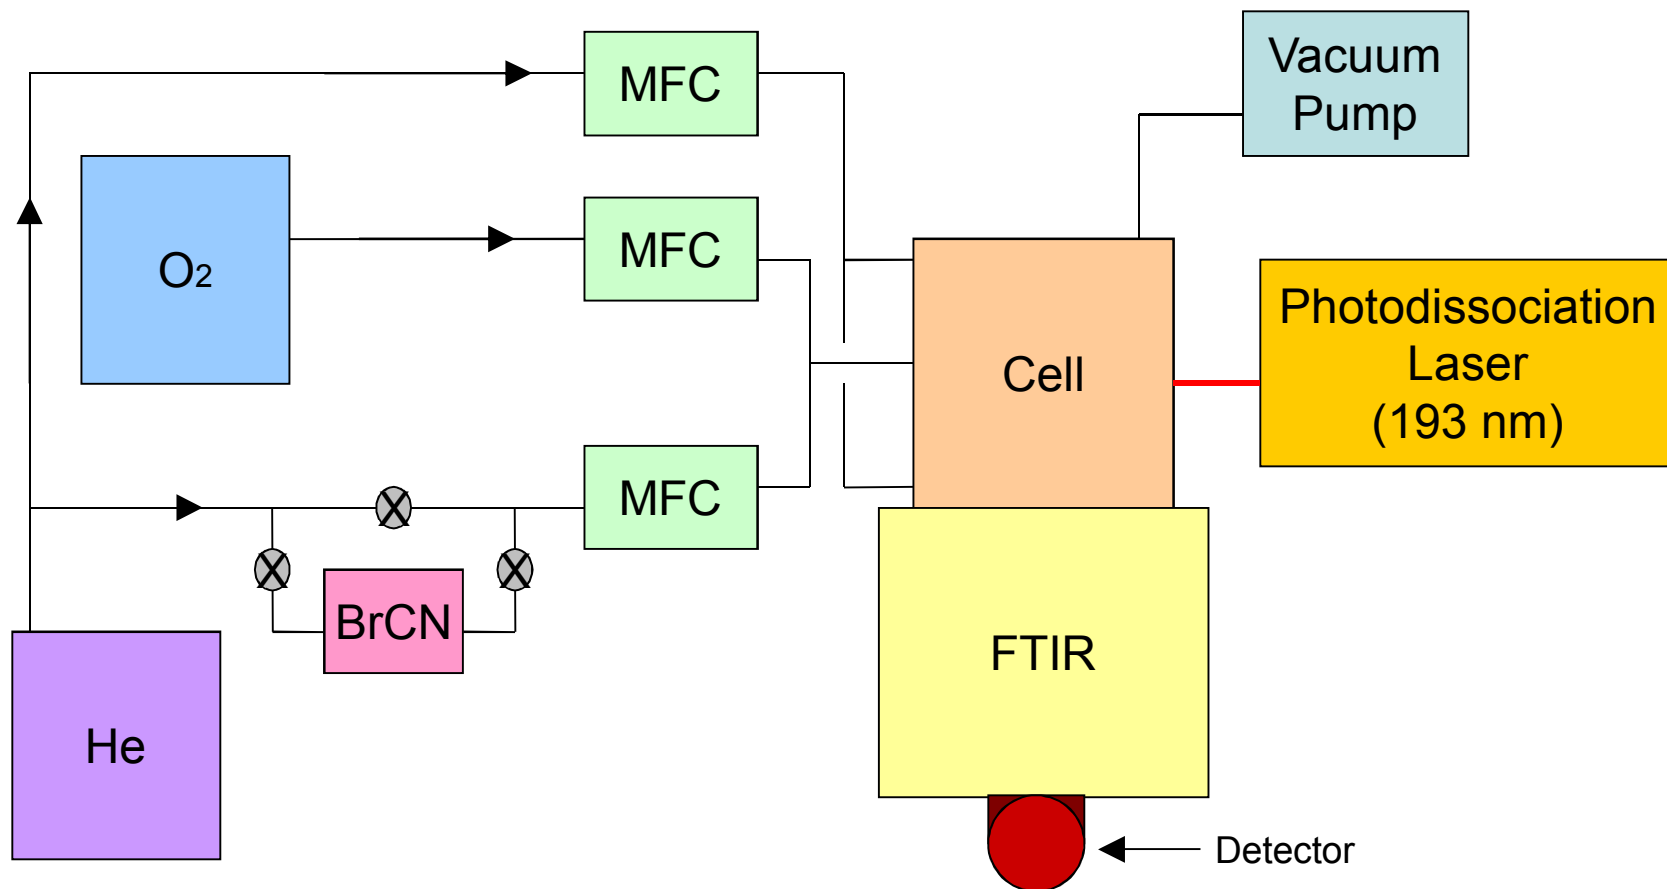 MFC
Vacuum
Pump
O2
MFC
Cell
Photodissociation
Laser
(193 nm)
MFC
BrCN
FTIR
He
Detector